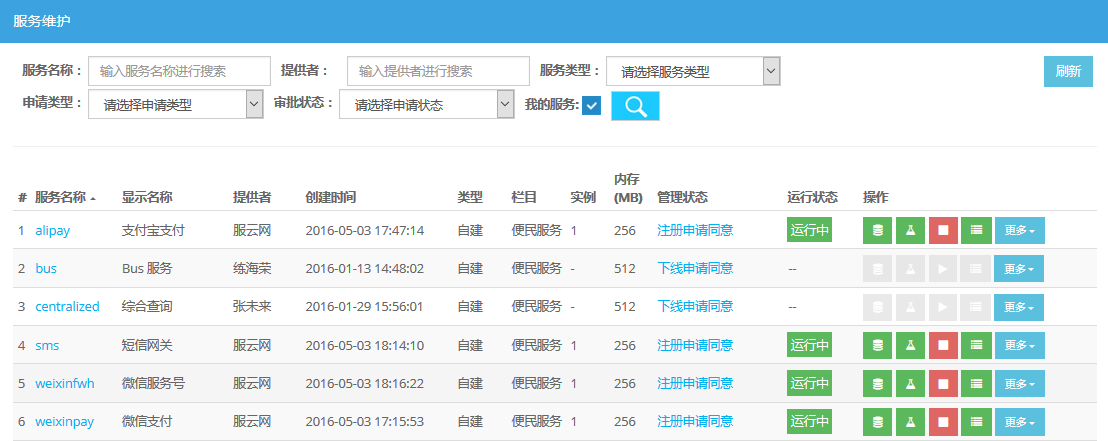 服务维护
服务名称： 输入服务名称进行搜索 提供者： 输入提供者进行搜索 服务类型： 请选择服务类型 刷新
申请类型： 请选择申请类型 审批状态： 请选择申请状态 我的服务:
# 服务名称 显示名称 提供者 创建时间 类型 栏目 实例 内存(MB) 管理状态 运行状态 操作
1 alipay 支付宝支付 服云网 2016-05-03 17:47:14 自建 便民服务 1 256 注册申请同意 运行中 更多
2 bus Bus 服务 练海荣 2016-01-13 14:48:02 自建 便民服务 - 512 下线申请同意 -- 更多
3 centralized 综合查询 张未来 2016-01-29 15:56:01 自建 便民服务 - 512 下线申请同意 -- 更多
4 sms 短信网关 服云网 2016-05-03 18:14:10 自建 便民服务 1 256 注册申请同意 运行中 更多
5 weixinfwh 微信服务号 服云网 2016-05-03 18:16:22 自建 便民服务 1 256 注册申请同意 运行中 更多
6 weixinpay 微信支付 服云网 2016-05-03 17:15:53 自建 便民服务 1 256 注册申请同意 运行中 更多